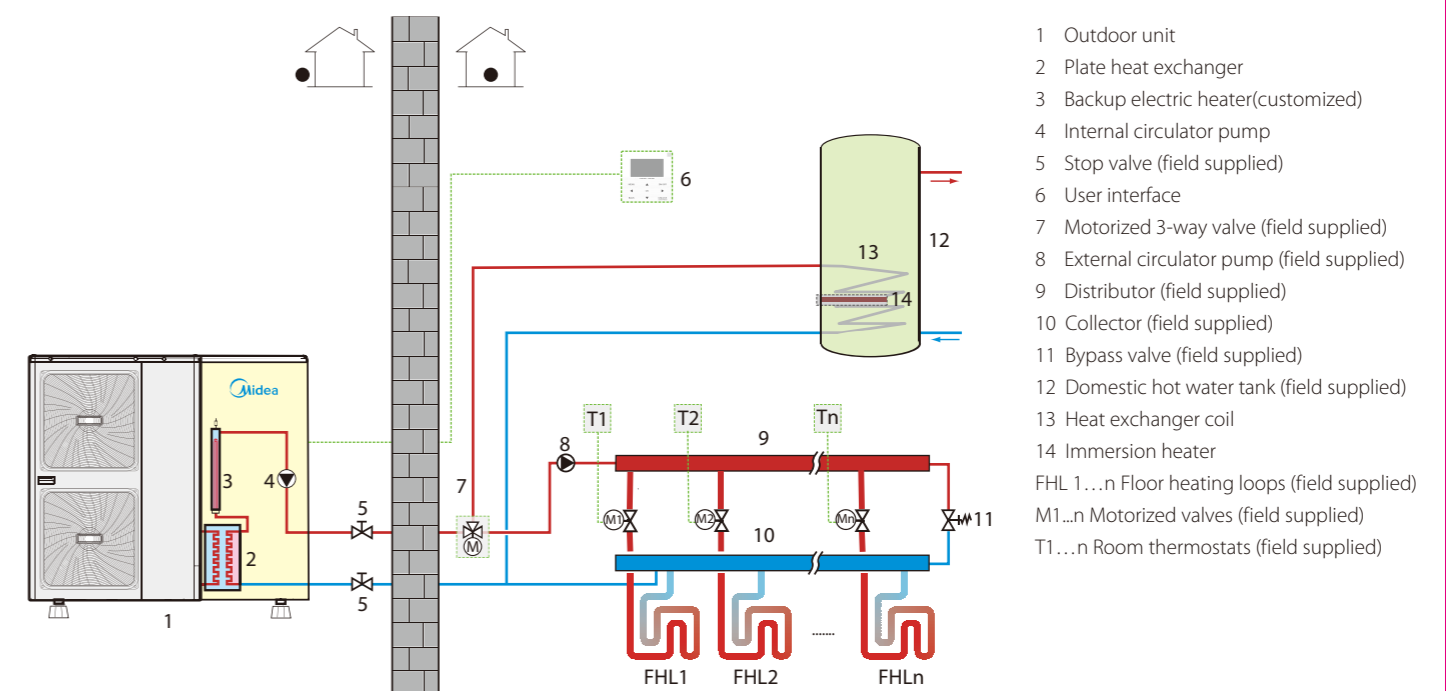 6
13
12
14
Midea
T1
T2
Tn
8
9
3
4
7
5
M1
M2
Mn
11
M
10
2
5
1
.......
FHL1
FHL2
FHLn
1 Outdoor unit
2 Plate heat exchanger
3 Backup electric heater(customized)
4 Internal circulator pump
5 Stop valve (field supplied)
6 User interface
7 Motorized 3-way valve (field supplied)
8 External circulator pump (field supplied)
9 Distributor (field supplied)
10 Collector (field supplied)
11 Bypass valve (field supplied)
12 Domestic hot water tank (field supplied)
13 Heat exchanger coil
14 Immersion heater
FHL 1…n Floor heating loops (field supplied)
M1...n Motorized valves (field supplied)
T1…n Room thermostats (field supplied)